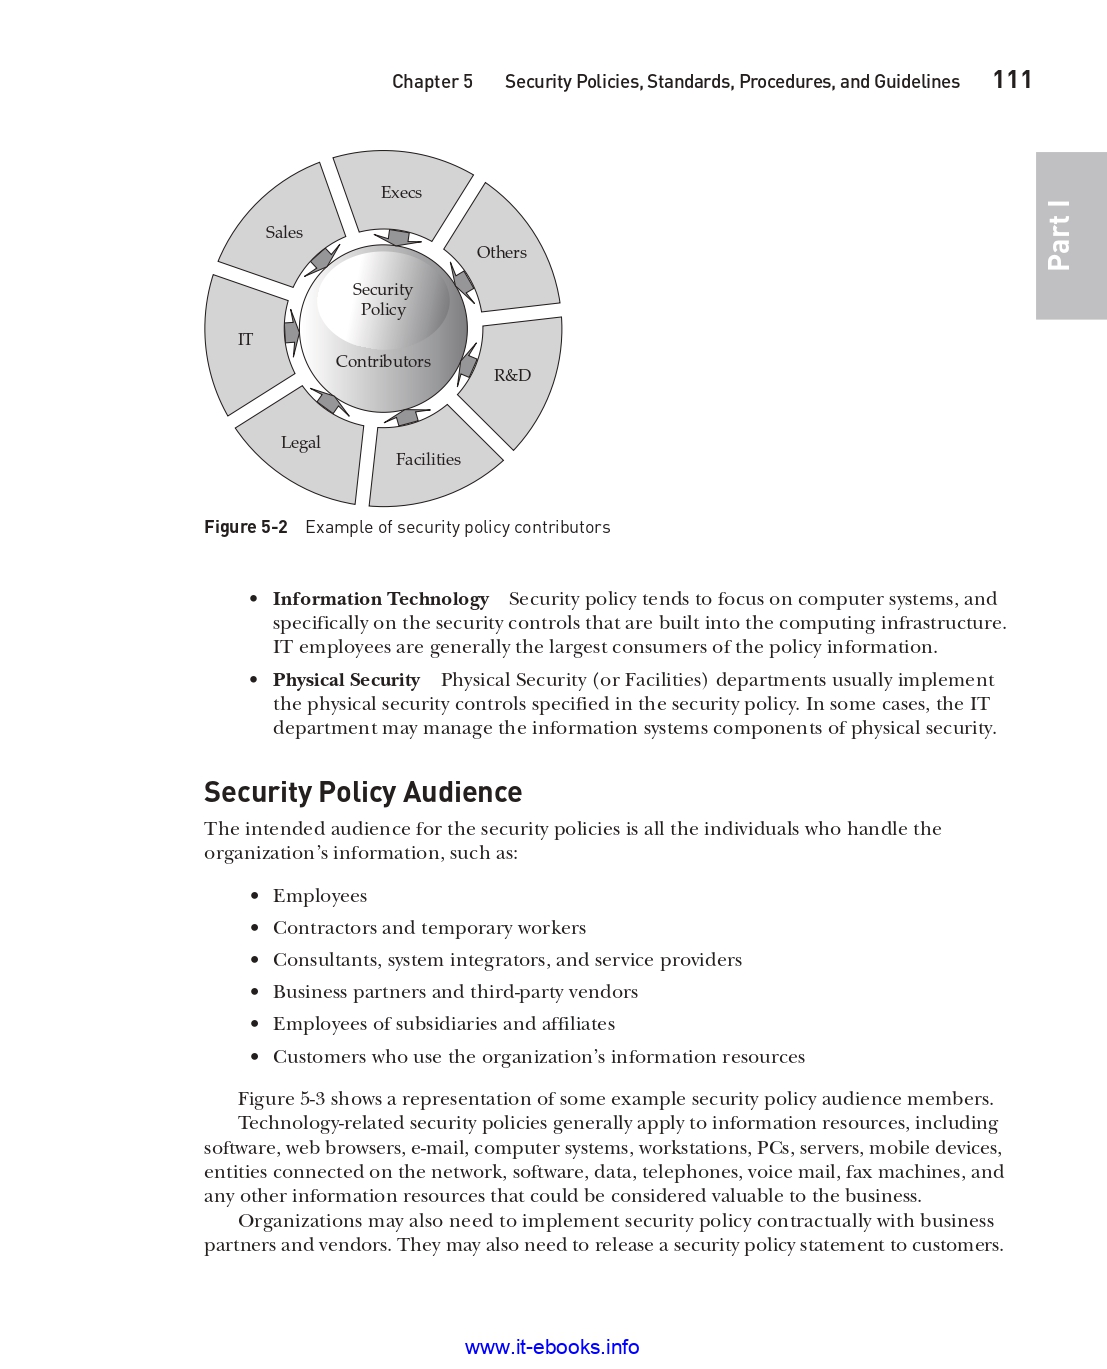 Chapter 5 Security Policies, Standards, Procedures, and Guidelines 111
Part I
Execs
Sales
Others
Security
Policy
IT
Contributors
R&D
Legal
Facilities
Figure 5-2 Example of security policy contributors
• Information Technology Security policy tends to focus on computer systems, and
specifically on the security controls that are built into the computing infrastructure.
IT employees are generally the largest consumers of the policy information.
• Physical Security Physical Security (or Facilities) departments usually implement
the physical security controls specified in the security policy. In some cases, the IT
department may manage the information systems components of physical security.
Security Policy Audience
The intended audience for the security policies is all the individuals who handle the
organization's information, such as:
• Employees
• Contractors and temporary workers
• Consultants, system integrators, and service providers
• Business partners and third-party vendors
• Employees of subsidiaries and affiliates
• Customers who use the organization's information resources
Figure 5-3 shows a representation of some example security policy audience members.
Technology-related security policies generally apply to information resources, including
software, web browsers, e-mail, computer systems, workstations, PCs, servers, mobile devices,
entities connected on the network, software, data, telephones, voice mail, fax machines, and
any other information resources that could be considered valuable to the business.
Organizations may also need to implement security policy contractually with business
partners and vendors. They may also need to release a security policy statement to customers.
www.it-ebooks.info